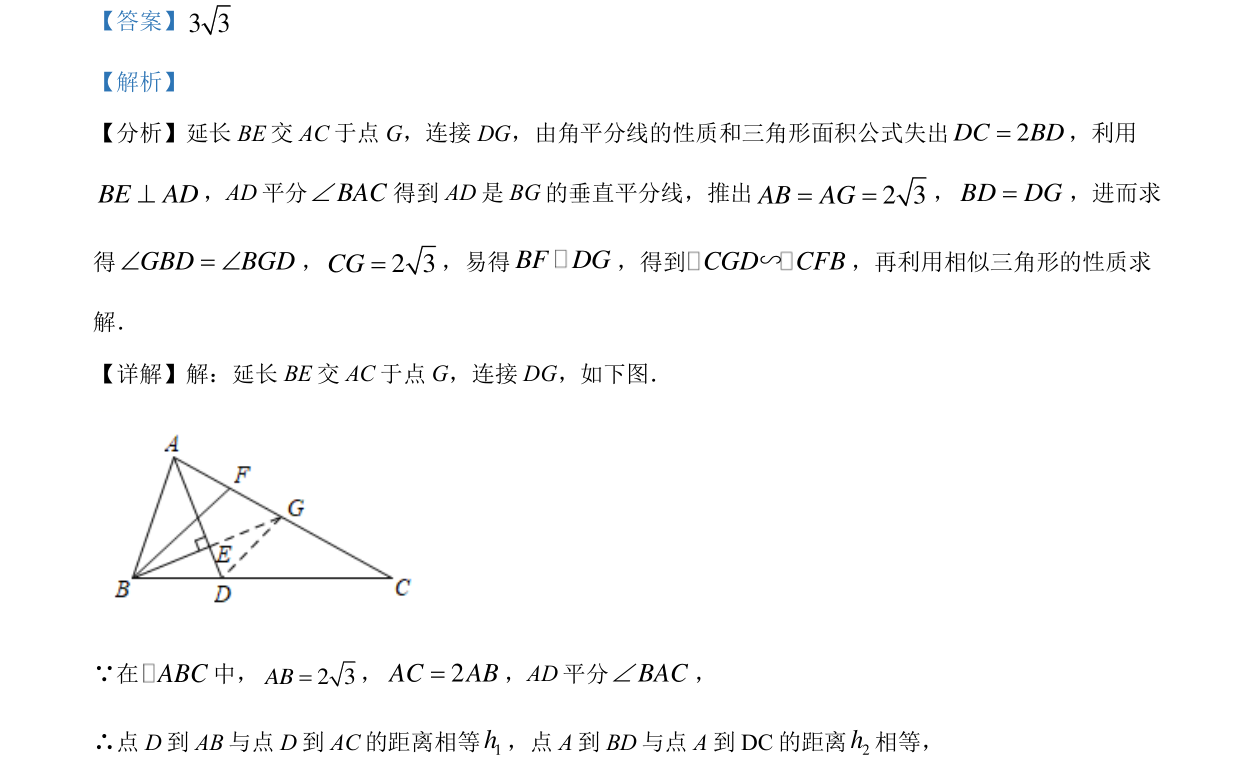 【答案】3√3
【解析】
【分析】延长 BE 交 AC 于点 G，连接 DG，由角平分线的性质和三角形面积公式失出 DC = 2BD，利用
BE ⊥ AD，AD 平分∠BAC 得到 AD 是 BG 的垂直平分线，推出 AB = AG = 2√3，BD = DG，进而求
得∠GBD = ∠BGD，CG = 2√3，易得 BF□DG，得到□CGD∽□CFB，再利用相似三角形的性质求
解．
【详解】解：延长 BE 交 AC 于点 G，连接 DG，如下图．
A
F
G
E
B
D
C
∵在□ABC 中，AB = 2√3，AC = 2AB，AD 平分∠BAC，
∴点 D 到 AB 与点 D 到 AC 的距离相等 h₁，点 A 到 BD 与点 A 到 DC 的距离 h₂ 相等，